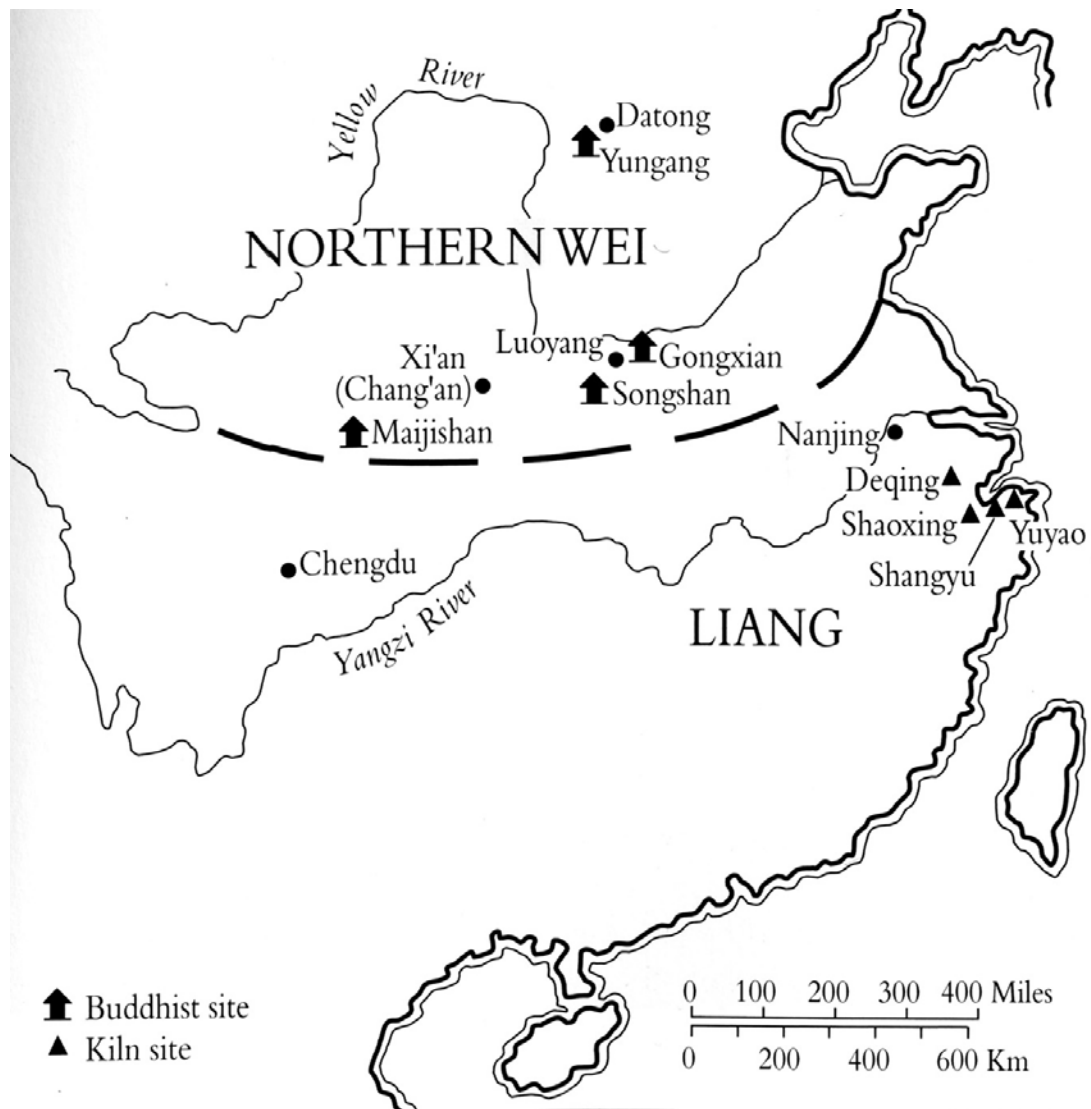 Yellow River
Datong
Yungang
NORTHERN WEI
Luoyang
Gongxian
Xi'an
(Chang'an)
Songshan
Maijishan
Nanjing
Deqing
Shaoxing
Yuyao
Shangyu
Chengdu
Yangzi River
LIANG
Buddhist site
Kiln site
0 100 200 300 400 Miles
0 200 400 600 Km